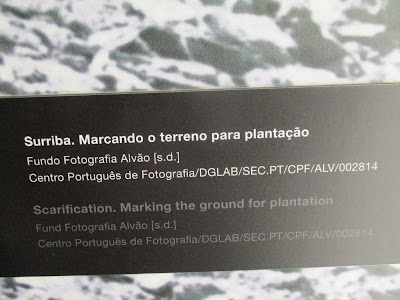 Surriba. Marcando o terreno para plantação
Fundo Fotografia Alvão [s.d.]
Centro Português de Fotografia/DGLAB/SEC.PT/CPF/ALV/002814
Scarification. Marking the ground for plantation
Fund Fotografia Alvão [s.d.]
Centro Português de Fotografia/DGLAB/SEC.PT/CPF/ALV/002814